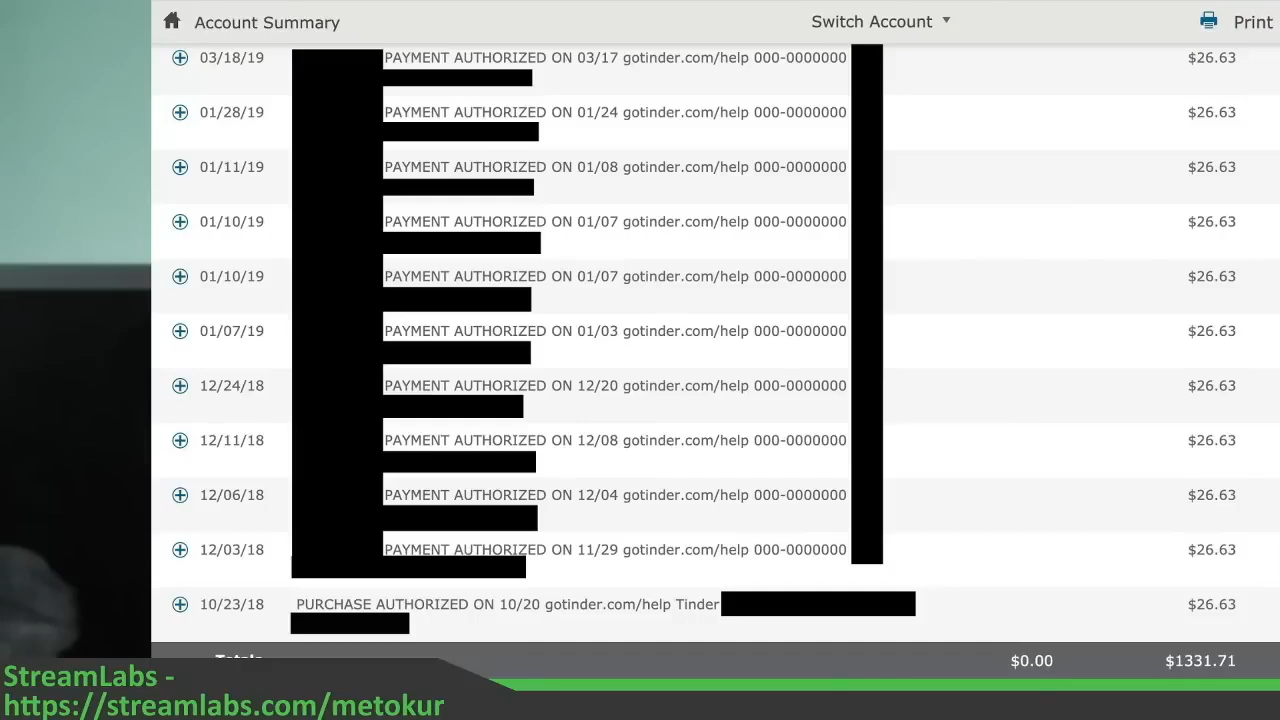 Account Summary Switch Account Print
03/18/19 PAYMENT AUTHORIZED ON 03/17 gotinder.com/help 000-0000000 $26.63
01/28/19 PAYMENT AUTHORIZED ON 01/24 gotinder.com/help 000-0000000 $26.63
01/11/19 PAYMENT AUTHORIZED ON 01/08 gotinder.com/help 000-0000000 $26.63
01/10/19 PAYMENT AUTHORIZED ON 01/07 gotinder.com/help 000-0000000 $26.63
01/10/19 PAYMENT AUTHORIZED ON 01/07 gotinder.com/help 000-0000000 $26.63
01/07/19 PAYMENT AUTHORIZED ON 01/03 gotinder.com/help 000-0000000 $26.63
12/24/18 PAYMENT AUTHORIZED ON 12/20 gotinder.com/help 000-0000000 $26.63
12/11/18 PAYMENT AUTHORIZED ON 12/08 gotinder.com/help 000-0000000 $26.63
12/06/18 PAYMENT AUTHORIZED ON 12/04 gotinder.com/help 000-0000000 $26.63
12/03/18 PAYMENT AUTHORIZED ON 11/29 gotinder.com/help 000-0000000 $26.63
10/23/18 PURCHASE AUTHORIZED ON 10/20 gotinder.com/help Tinder $26.63
Totals $0.00 $1331.71
StreamLabs -
https://streamlabs.com/metokur